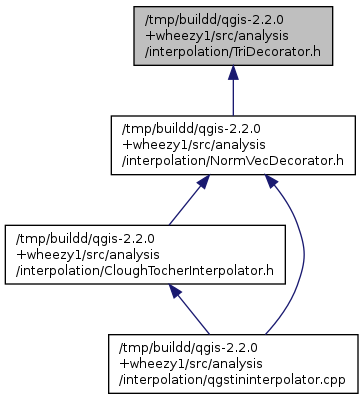 /tmp/buildd/qgis-2.2.0
+wheezy1/src/analysis
/interpolation/TriDecorator.h
/tmp/buildd/qgis-2.2.0
+wheezy1/src/analysis
/interpolation/NormVecDecorator.h
/tmp/buildd/qgis-2.2.0
+wheezy1/src/analysis
/interpolation/CloughTocherInterpolator.h
/tmp/buildd/qgis-2.2.0
+wheezy1/src/analysis
/interpolation/qgstininterpolator.cpp